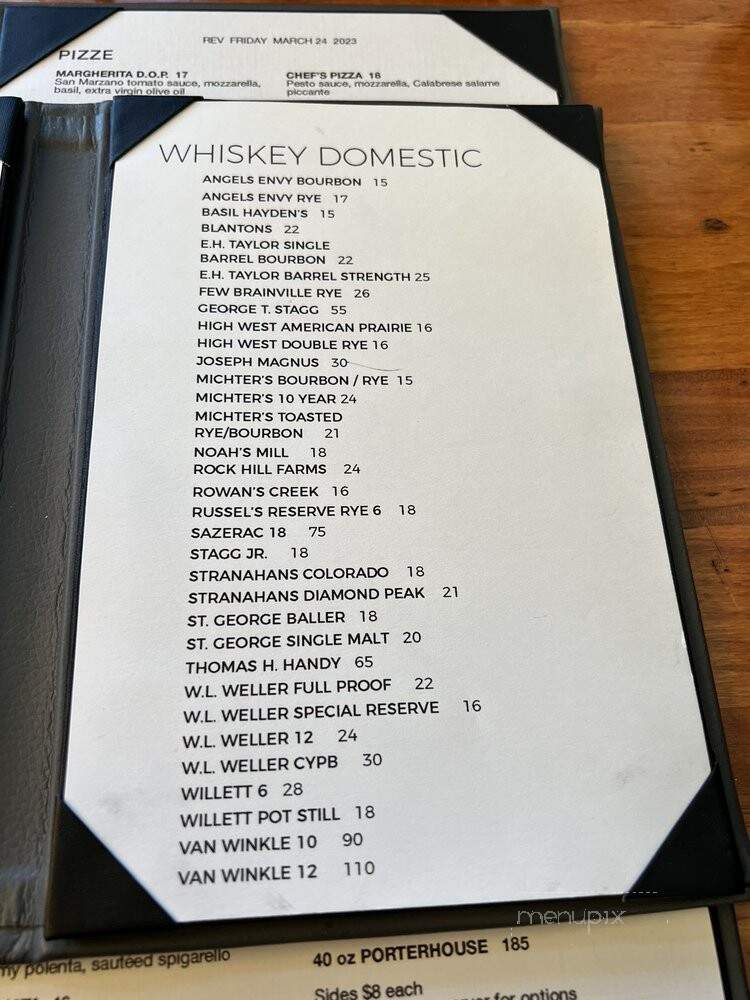 REV FRIDAY MARCH 24 2023
PIZZE
MARGHERITA D.O.P. 17
San Marzano tomato sauce, mozzarella,
basil, extra virgin olive oil
CHEF'S PIZZA 18
Pesto sauce, mozzarella, Calabrese salame
piccante
WHISKEY DOMESTIC
ANGELS ENVY BOURBON 15
ANGELS ENVY RYE 17
BASIL HAYDEN'S 15
BLANTONS 22
E.H. TAYLOR SINGLE
BARREL BOURBON 22
E.H. TAYLOR BARREL STRENGTH 25
FEW BRAINVILLE RYE 26
GEORGE T. STAGG 55
HIGH WEST AMERICAN PRAIRIE 16
HIGH WEST DOUBLE RYE 16
JOSEPH MAGNUS 30
MICHTER'S BOURBON / RYE 15
MICHTER'S 10 YEAR 24
MICHTER'S TOASTED
RYE/BOURBON 21
NOAH'S MILL 18
ROCK HILL FARMS 24
ROWAN'S CREEK 16
RUSSEL'S RESERVE RYE 6 18
SAZERAC 18 75
STAGG JR. 18
STRANAHANS COLORADO 18
STRANAHANS DIAMOND PEAK 21
ST. GEORGE BALLER 18
ST. GEORGE SINGLE MALT 20
THOMAS H. HANDY 65
W.L. WELLER FULL PROOF 22
W.L. WELLER SPECIAL RESERVE 16
W.L. WELLER 12 24
W.L. WELLER CYPB 30
WILLETT 6 28
WILLETT POT STILL 18
VAN WINKLE 10 90
VAN WINKLE 12 110
menupix
polenta, sautéed spigarello
40 oz PORTERHOUSE 185
Sides $8 each
for options